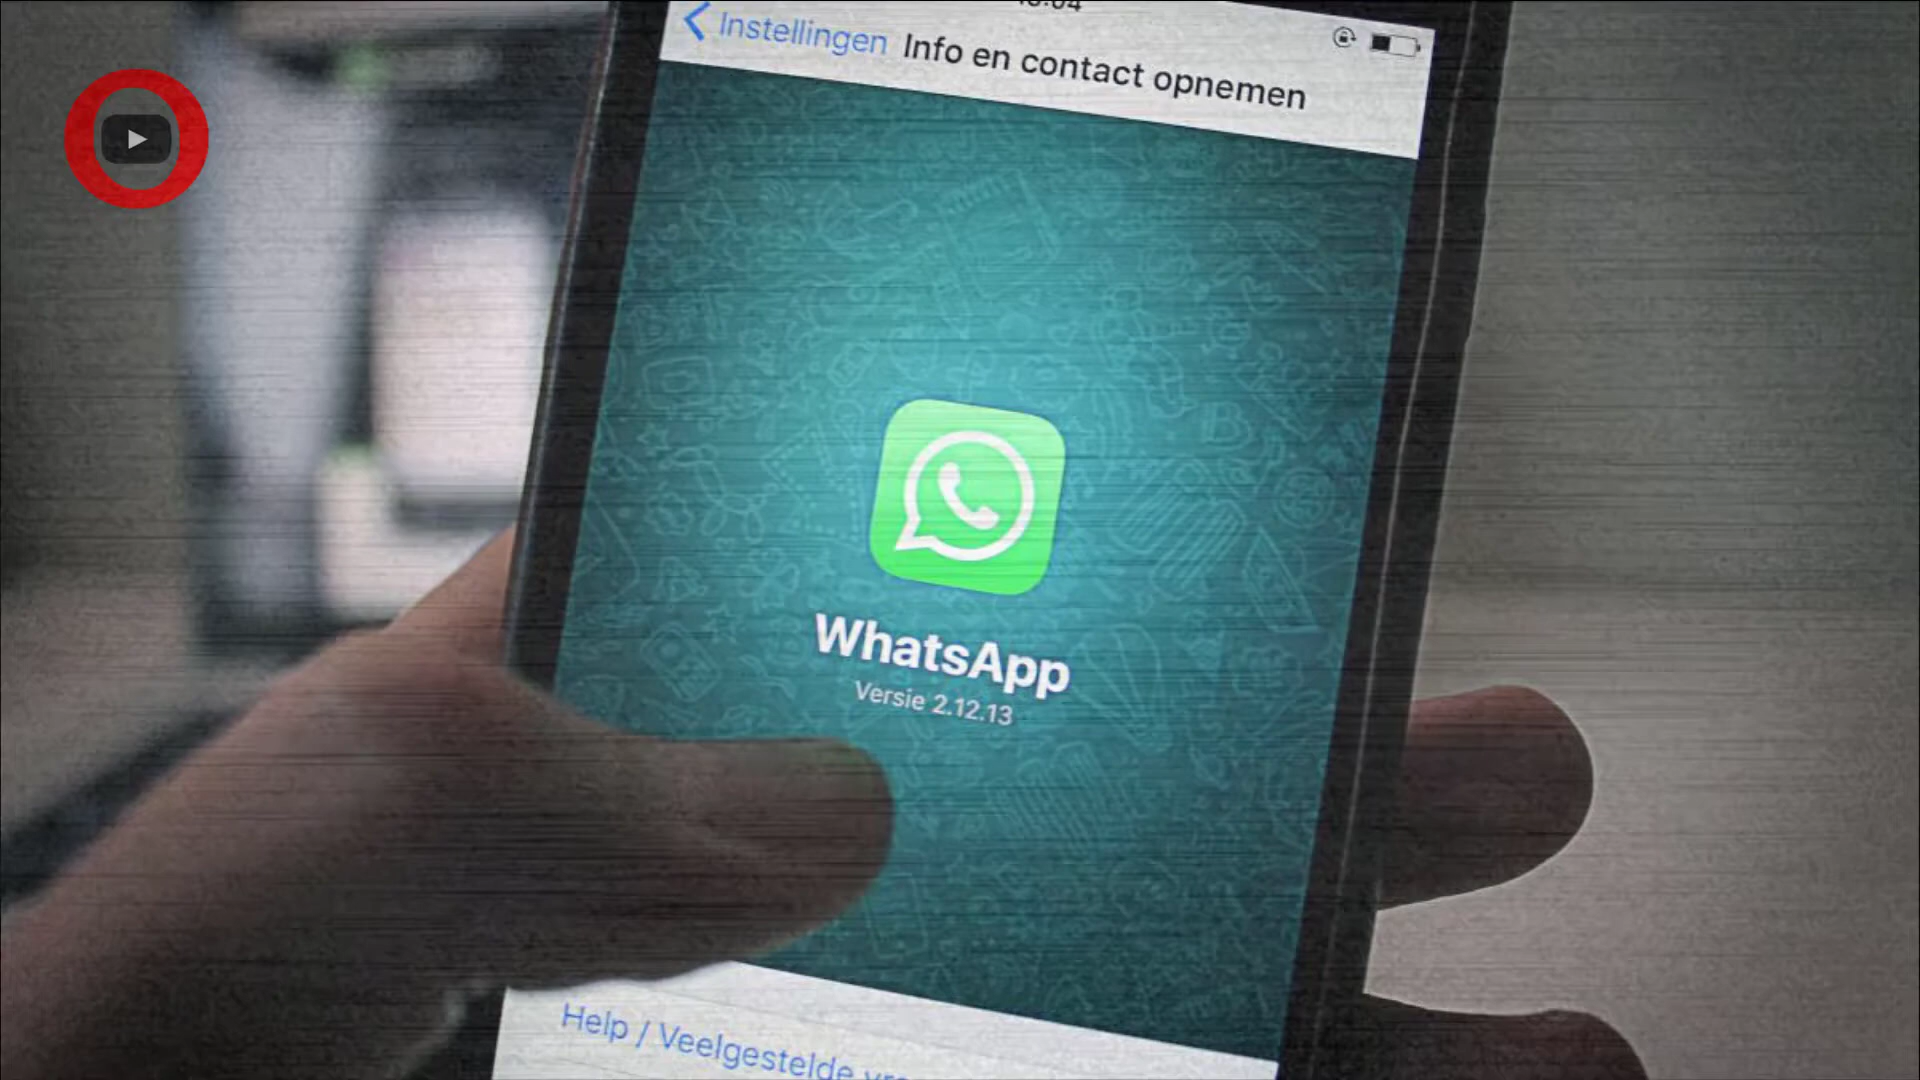 Instellingen Info en contact opnemen
WhatsApp
Versie 2.12.13
Help / Veelgestelde